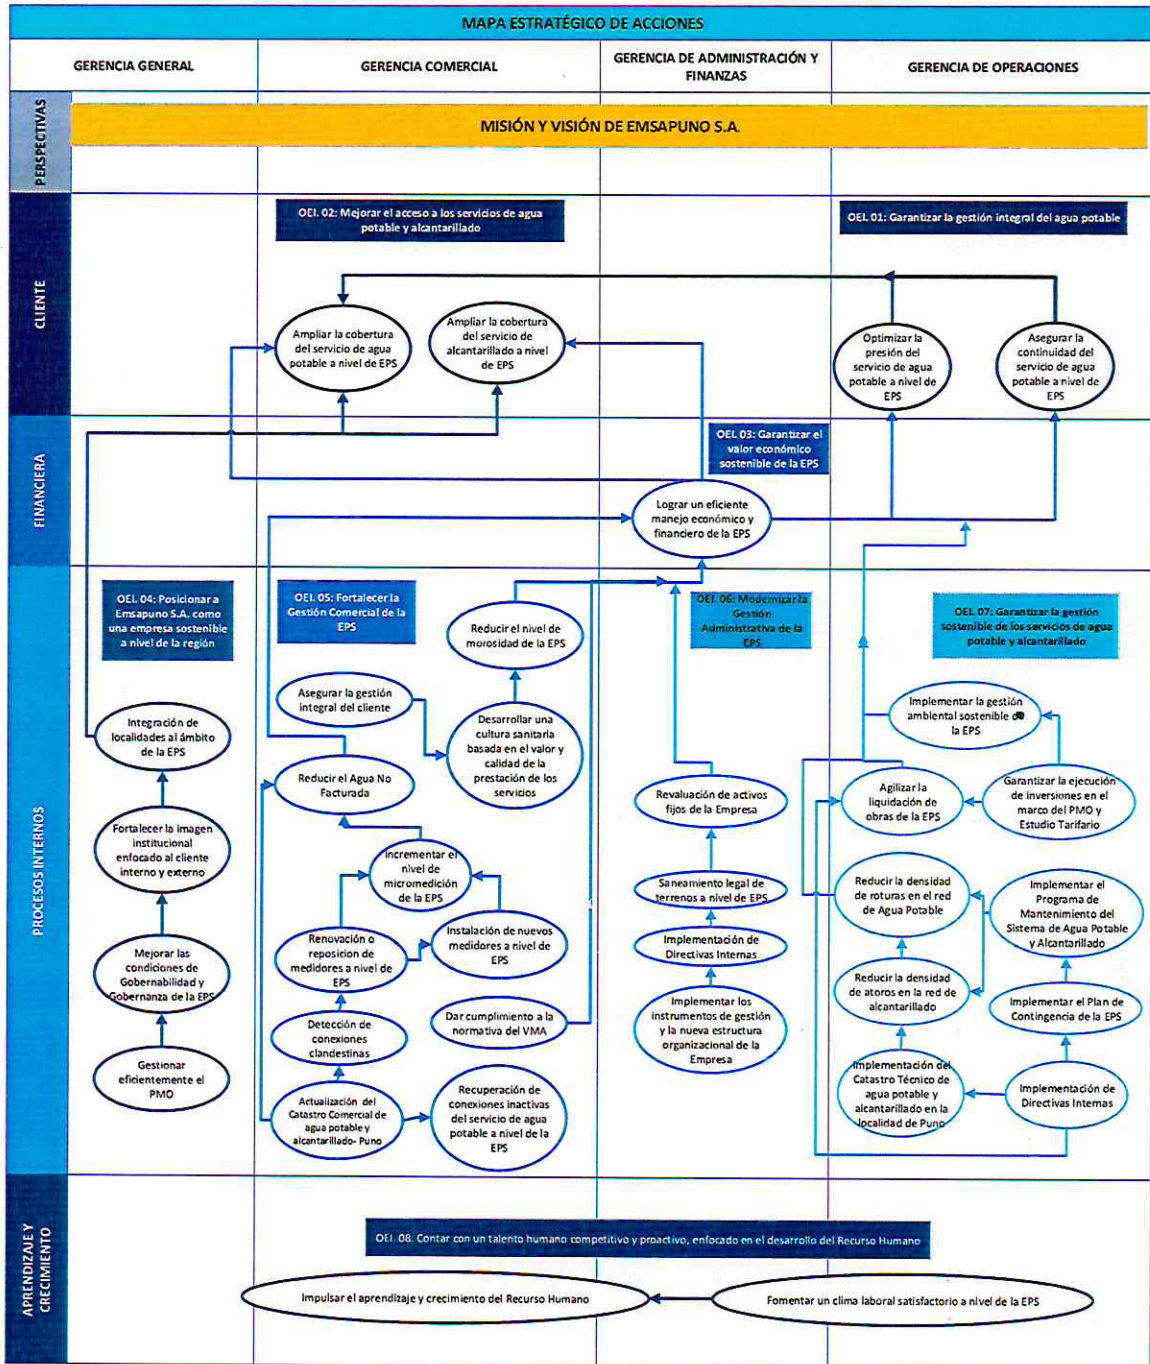 MAPA ESTRATÉGICO DE ACCIONES
GERENCIA GENERAL
GERENCIA COMERCIAL
GERENCIA DE ADMINISTRACIÓN Y
FINANZAS
GERENCIA DE OPERACIONES
PERSPECTIVAS
MISIÓN Y VISIÓN DE EMSAPUNO S.A.
CLIENTE
OEI. 02: Mejorar el acceso a los servicios de agua
potable y alcantarillado
OEI. 01: Garantizar la gestión integral del agua potable
Ampliar la cobertura
del servicio de agua
potable a nivel de EPS
Ampliar la cobertura
del servicio de
alcantarillado a nivel
de EPS
Optimizar la
presión del
servicio de agua
potable a nivel de
EPS
Asegurar la
continuidad del
servicio de agua
potable a nivel de
EPS
FINANCIERA
OEI. 03: Garantizar el
valor económico
sostenible de la EPS
Lograr un eficiente
manejo económico y
financiero de la EPS
PROCESOS INTERNOS
OEI. 04: Posicionar a
Emsapuno S.A. como
una empresa sostenible
a nivel de la región
OEI. 05: Fortalecer la
Gestión Comercial de la
EPS
OEI. 06: Modernizar la
Gestión
Administrativa de la
EPS
OEI. 07: Garantizar la gestión
sostenible de los servicios de agua
potable y alcantarillado
Integración de
localidades al ámbito
de la EPS
Fortalecer la imagen
institucional
enfocado al cliente
interno y externo
Mejorar las
condiciones de
Gobernabilidad y
Gobernanza de la EPS
Gestionar
eficientemente el
PMO
Reducir el nivel de
morosidad de la EPS
Asegurar la gestión
integral del cliente
Desarrollar una
cultura sanitaria
basada en el valor y
calidad de la
prestación de los
servicios
Reducir el Agua No
Facturada
Incrementar el
nivel de
micromedición
de la EPS
Renovación o
reposicion de
medidores a nivel de
EPS
Instalación de nuevos
medidores a nivel de
EPS
Detección de
conexiones
clandestinas
Dar cumplimiento a la
normativa del VMA
Actualización del
Catastro Comercial de
agua potable y
alcantarillado- Puno
Recuperación de
conexiones inactivas
del servicio de agua
potable a nivel de la
EPS
Revaluación de activos
fijos de la Empresa
Saneamiento legal de
terrenos a nivel de EPS
Implementación de
Directivas Internas
Implementar los
instrumentos de gestión
y la nueva estructura
organizacional de la
Empresa
Implementar la gestión
ambiental sostenible
la EPS
Agilizar la
liquidación de
obras de la EPS
Garantizar la ejecución
de inversiones en el
marco del PMO y
Estudio Tarifario
Reducir la densidad
de roturas en el red
de Agua Potable
Implementar el
Programa de
Mantenimiento del
Sistema de Agua Potable
y Alcantarillado
Reducir la densidad
de atoros en la red de
alcantarillado
Implementar el Plan de
Contingencia de la EPS
Implementación del
Catastro Técnico de
agua potable y
alcantarillado en la
localidad de Puno
Implementación de
Directivas Internas
APRENDIZAJE Y
CRECIMIENTO
OEI. 08: Contar con un talento humano competitivo y proactivo, enfocado en el desarrollo del Recurso Humano
Impulsar el aprendizaje y crecimiento del Recurso Humano
Fomentar un clima laboral satisfactorio a nivel de la EPS